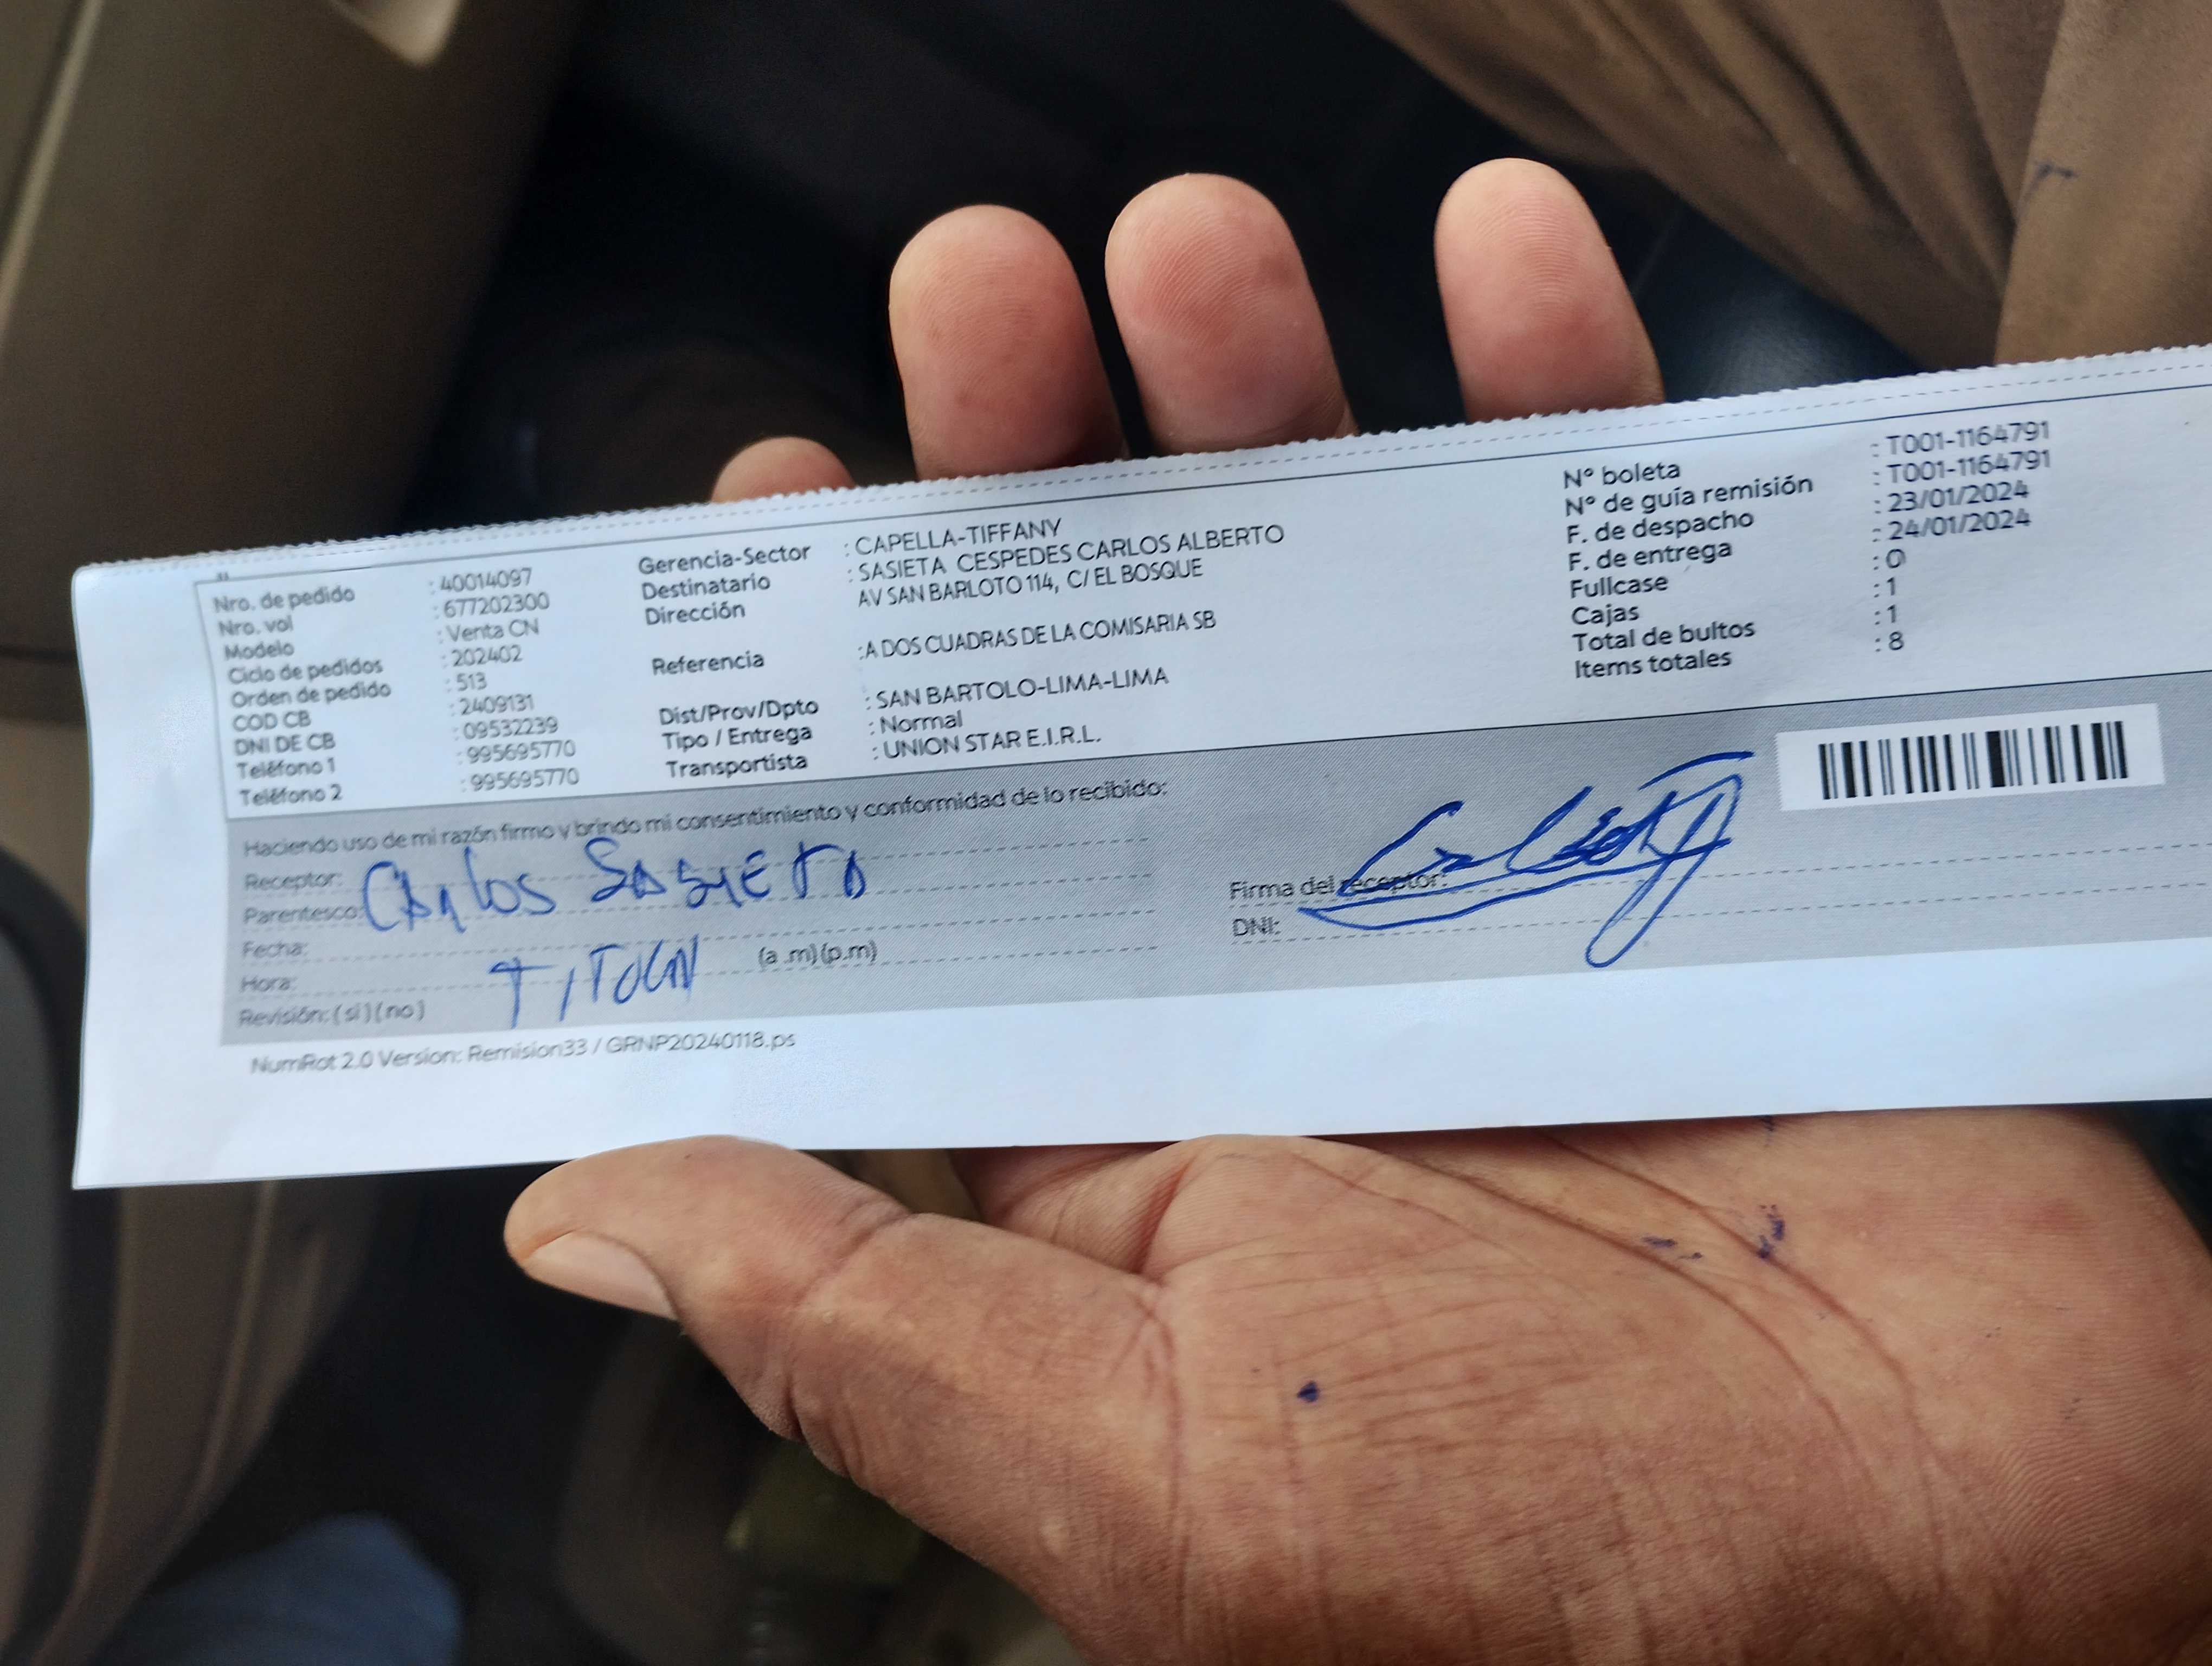 Nro. de pedido : 40014097
Nro. vol : 677202300
Modelo : Venta CN
Ciclo de pedidos : 202402
Orden de pedido : 513
COD CB : 2409131
DNI DE CB : 09532239
Teléfono 1 : 995695770
Teléfono 2 : 995695770
Gerencia-Sector : CAPELLA-TIFFANY
Destinatario : SASIETA CESPEDES CARLOS ALBERTO
Dirección AV SAN BARLOTO 114, C/ EL BOSQUE
Referencia :A DOS CUADRAS DE LA COMISARIA SB
Dist/Prov/Dpto : SAN BARTOLO-LIMA-LIMA
Tipo / Entrega : Normal
Transportista : UNION STAR E.I.R.L.
N° boleta : T001-1164791
N° de guía remisión : T001-1164791
F. de despacho : 23/01/2024
F. de entrega : 24/01/2024
Fullcase : 0
Cajas : 1
Total de bultos : 1
Items totales : 8
Haciendo uso de mi razón firmo y brindo mi consentimiento y conformidad de lo recibido:
Receptor:
Parentesco: Carlos Sasieta
Fecha:
Hora: TITULAR (a .m) (p.m)
Revisión: ( si ) ( no )
Firma del receptor:
DNI:
NumRot 2.0 Version: Remision33 / GRNP20240118.ps